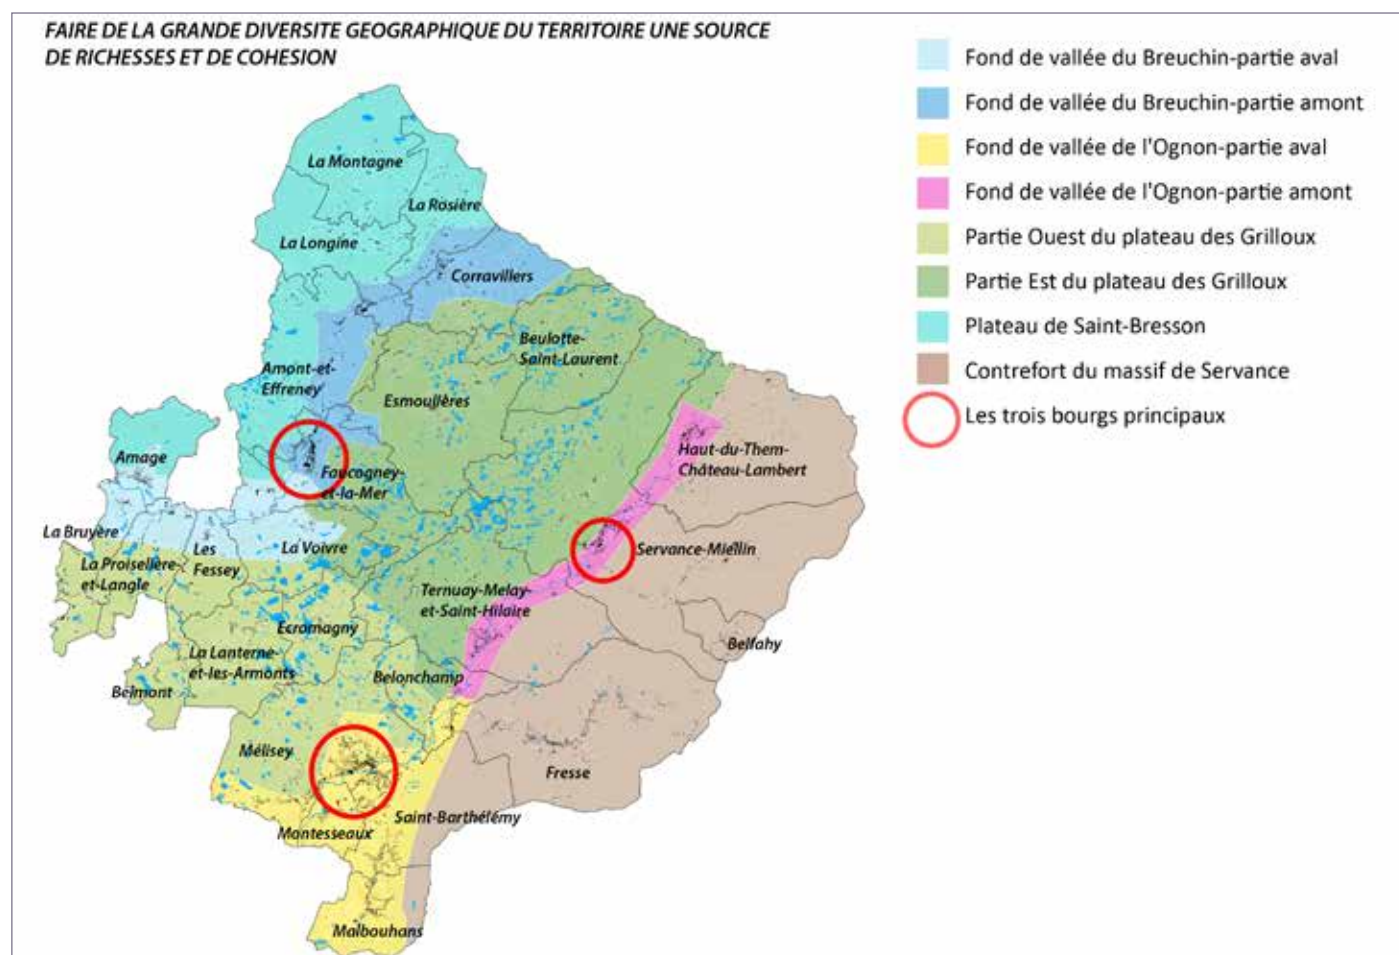 FAIRE DE LA GRANDE DIVERSITE GEOGRAPHIQUE DU TERRITOIRE UNE SOURCE
DE RICHESSES ET DE COHESION
Fond de vallée du Breuchin-partie aval
Fond de vallée du Breuchin-partie amont
Fond de vallée de l'Ognon-partie aval
Fond de vallée de l'Ognon-partie amont
Partie Ouest du plateau des Grilloux
Partie Est du plateau des Grilloux
Plateau de Saint-Bresson
Contrefort du massif de Servance
Les trois bourgs principaux
La Montagne
La Rosière
La Longine
Corravillers
Beulotte-
Saint-Laurent
Amont-et-
Effreney
Esmoulières
Amage
Faucogney-
et-la-Mer
Haut-du-Them-
Château-Lambert
La Bruyère
Les
Fessey
La Voivre
Servance-Miellin
La Proiselière-
et-Langle
Ternuay-Melay-
et-Saint-Hilaire
Ecromagny
Belfahy
La Lanterne-
et-les-Armonts
Belonchamp
Belmont
Mélisey
Fresse
Saint-Barthélémy
Montesseaux
Malbouhans